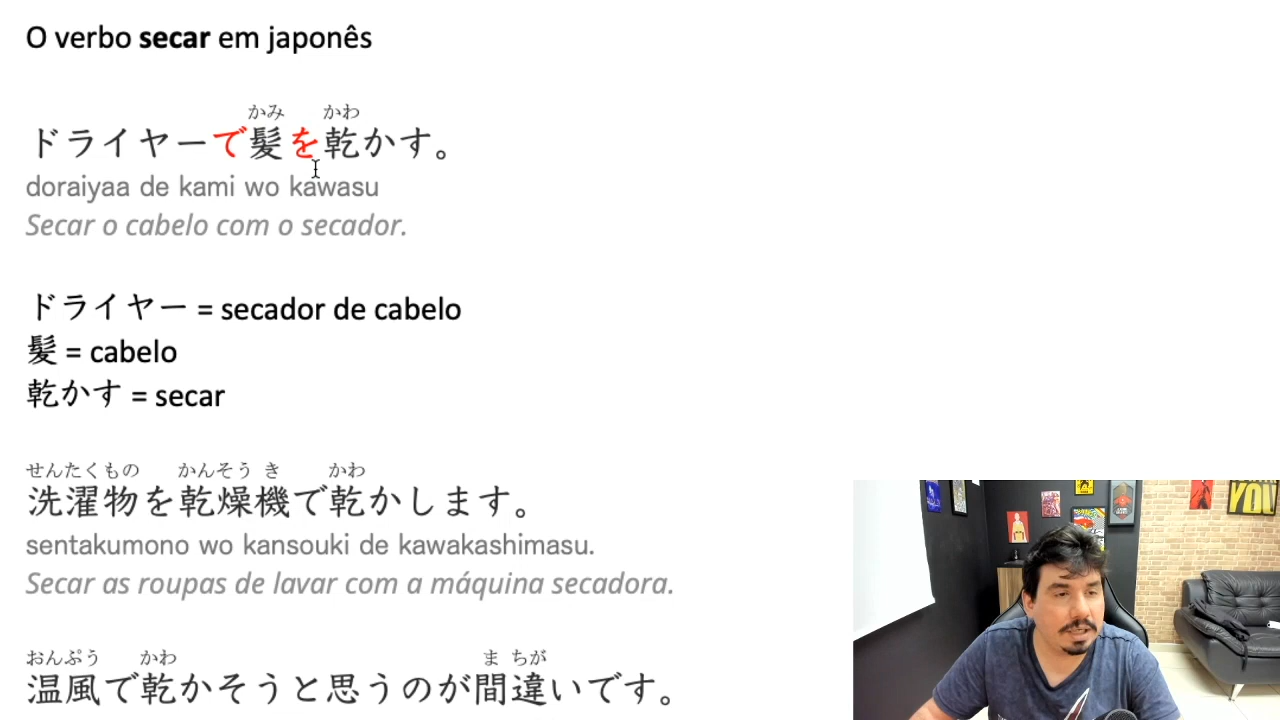 O verbo secar em japonês
かみ かわ
ドライヤーで髪を乾かす。
doraiyaa de kami wo kawasu
Secar o cabelo com o secador.
ドライヤー = secador de cabelo
髪 = cabelo
乾かす = secar
せんたくもの かんそう き かわ
洗濯物を乾燥機で乾かします。
sentakumono wo kansouki de kawakashimasu.
Secar as roupas de lavar com a máquina secadora.
おんぷう かわ ま ちが
温風で乾かそうと思うのが間違いです。
YOU